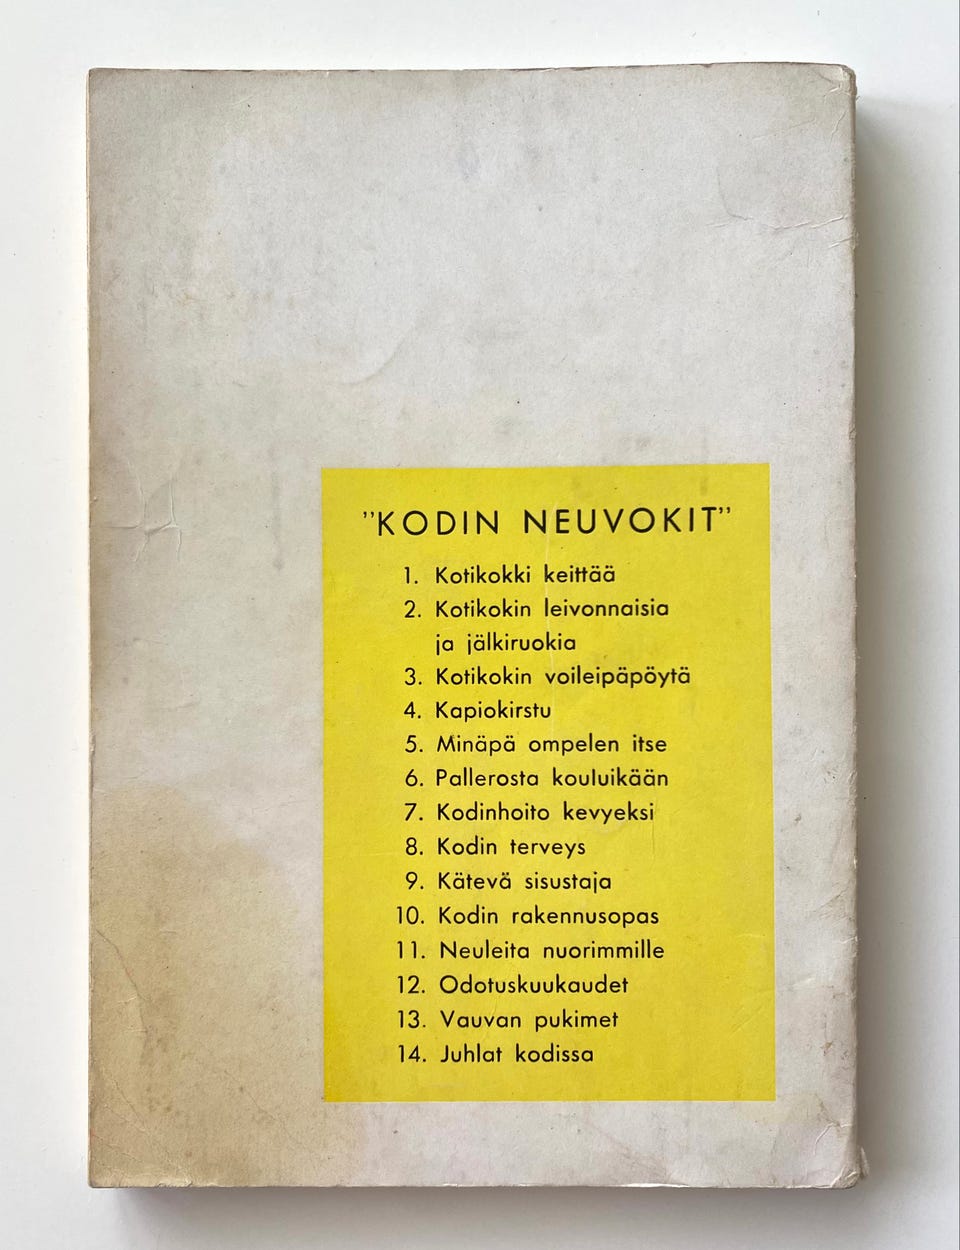 ”KODIN NEUVOKIT”
1. Kotikokki keittää
2. Kotikokin leivonnaisia
ja jälkiruokia
3. Kotikokin voileipäpöytä
4. Kapiokirstu
5. Minäpä ompelen itse
6. Pallerosta kouluikään
7. Kodinhoito kevyeksi
8. Kodin terveys
9. Kätevä sisustaja
10. Kodin rakennusopas
11. Neuleita nuorimmille
12. Odotuskuukaudet
13. Vauvan pukimet
14. Juhlat kodissa